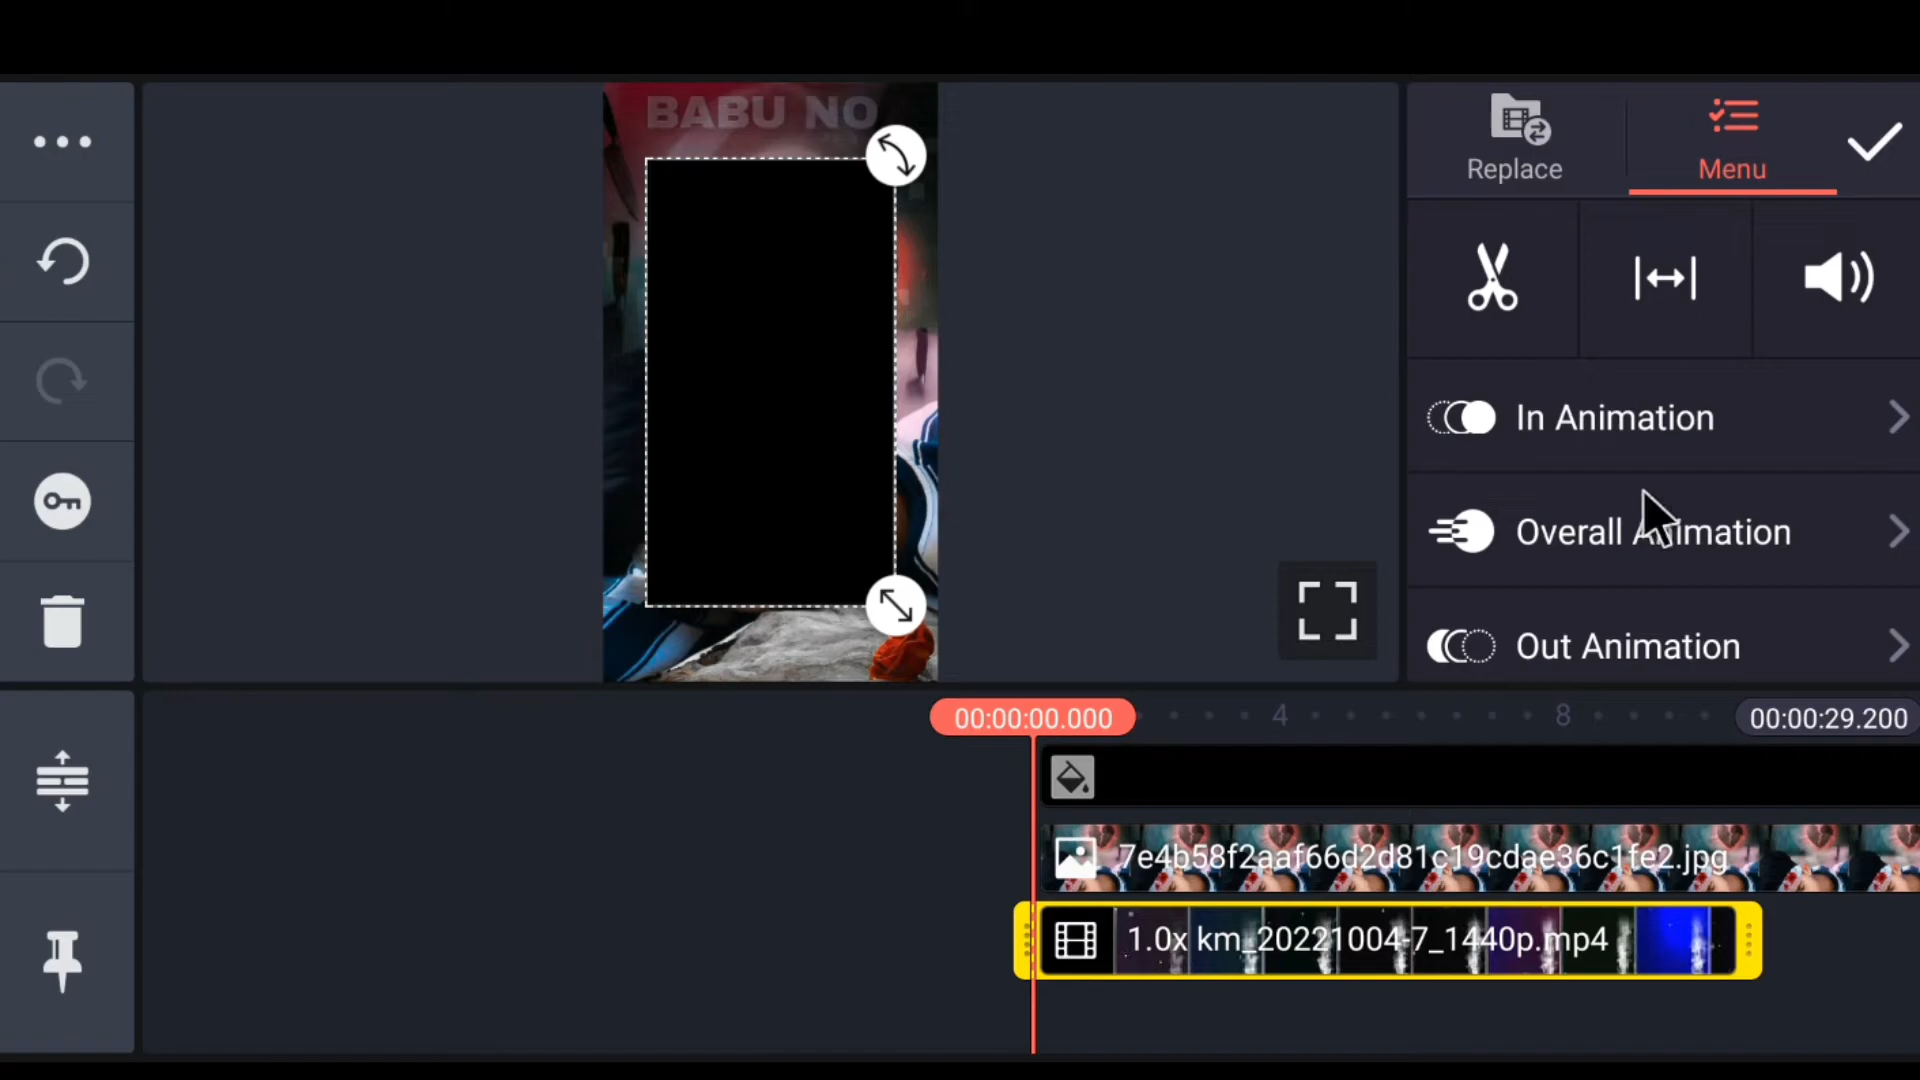 BABU NO
Replace
Menu
In Animation
Overall Animation
Out Animation
00:00:00.000
4
8
00:00:29.200
7e4b58f2aaf66d2d81c19cdae36c1fe2.jpg
1.0x km_20221004-7_1440p.mp4